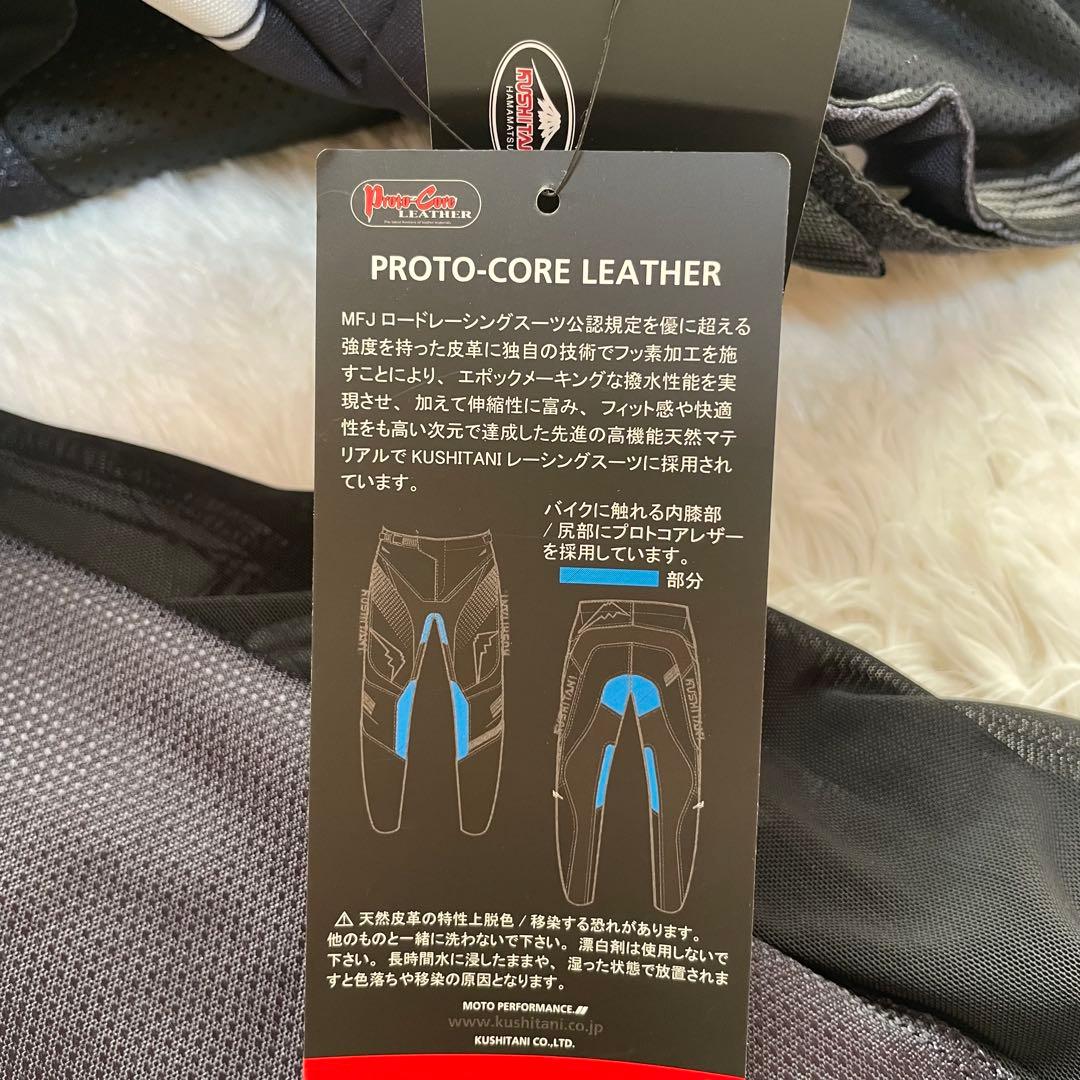 KUSHITANI
HAMAMATSU
Proto-Core
LEATHER
PROTO-CORE LEATHER
MFJ ロードレーシングスーツ公認規定を優に超える
強度を持った皮革に独自の技術でフッ素加工を施
すことにより、エポックメーキングな撥水性能を実
現させ、加えて伸縮性に富み、フィット感や快適
性をも高い次元で達成した先進の高機能天然マテ
リアルで KUSHITANI レーシングスーツに採用され
ています。
バイクに触れる内膝部
/ 尻部にプロトコアレザー
を採用しています。
部分
KUSHITANI
KUSHITANI
KUSHITANI
KUSHITANI
⚠ 天然皮革の特性上脱色 / 移染する恐れがあります。
他のものと一緒に洗わないで下さい。漂白剤は使用しないで
下さい。長時間水に浸したままや、湿った状態で放置されま
すと色落ちや移染の原因となります。
MOTO PERFORMANCE.
www.kushitani.co.jp
KUSHITANI CO.,LTD.